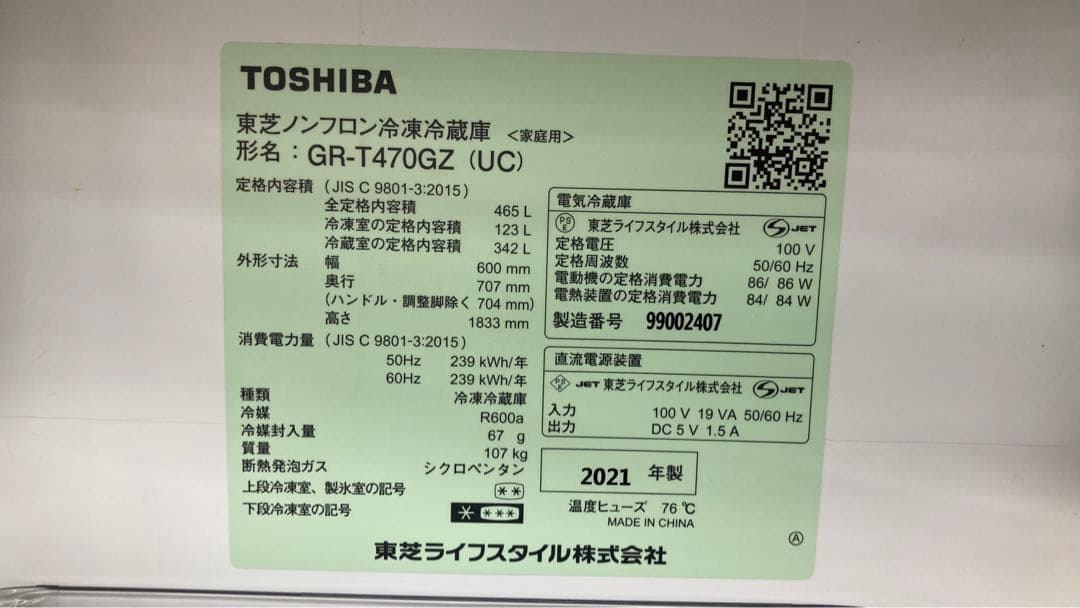 TOSHIBA
東芝ノンフロン冷凍冷蔵庫 <家庭用>
形名：GR-T470GZ (UC)
定格内容積 (JIS C 9801-3:2015)
全定格内容積 465 L
冷凍室の定格内容積 123 L
冷蔵室の定格内容積 342 L
外形寸法 幅 600 mm
奥行 707 mm
(ハンドル・調整脚除く 704 mm)
高さ 1833 mm
消費電力量 (JIS C 9801-3:2015)
50Hz 239 kWh/年
60Hz 239 kWh/年
種類 冷凍冷蔵庫
冷媒 R600a
冷媒封入量 67 g
質量 107 kg
断熱発泡ガス シクロペンタン
上段冷凍室、製氷室の記号 **
下段冷凍室の記号 * ***
電気冷蔵庫
PS E 東芝ライフスタイル株式会社 S JET
定格電圧 100 V
定格周波数 50/60 Hz
電動機の定格消費電力 86/ 86 W
電熱装置の定格消費電力 84/ 84 W
製造番号 99002407
直流電源装置
PS E JET 東芝ライフスタイル株式会社 S JET
入力 100 V 19 VA 50/60 Hz
出力 DC 5 V 1.5 A
2021 年製
温度ヒューズ 76 ℃
MADE IN CHINA
Ⓐ
東芝ライフスタイル株式会社